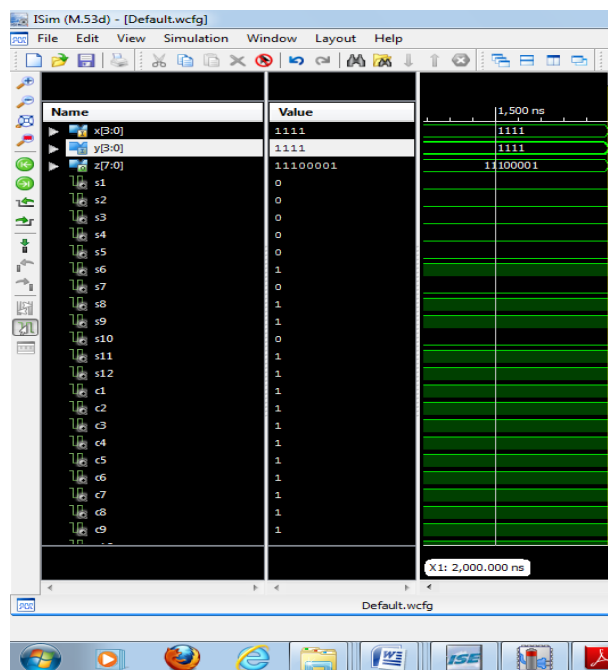 ISim (M.53d) - [Default.wcfg]
File Edit View Simulation Window Layout Help
Name Value 1,500 ns
x[3:0] 1111 1111
y[3:0] 1111 1111
z[7:0] 11100001 11100001
s1 0
s2 0
s3 0
s4 0
s5 0
s6 1
s7 0
s8 1
s9 1
s10 0
s11 1
s12 1
c1 1
c2 1
c3 1
c4 1
c5 1
c6 1
c7 1
c8 1
c9 1
X1: 2,000.000 ns
Default.wcfg
ISE